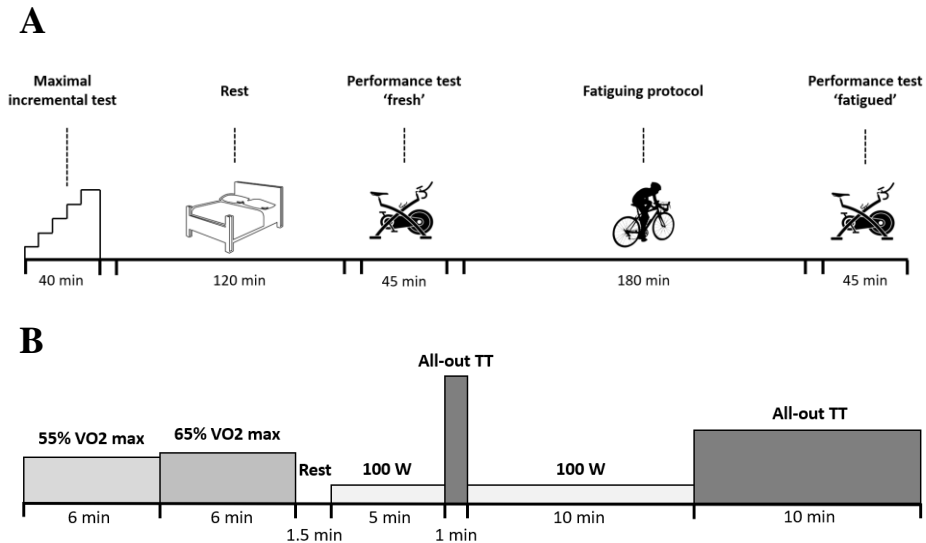 A
Maximal
incremental test
Rest
Performance test
'fresh'
Fatiguing protocol
Performance test
'fatigued'
40 min
120 min
45 min
180 min
45 min
B
All-out TT
All-out TT
55% VO2 max
65% VO2 max
Rest
100 W
100 W
6 min
6 min
1.5 min
5 min
1 min
10 min
10 min